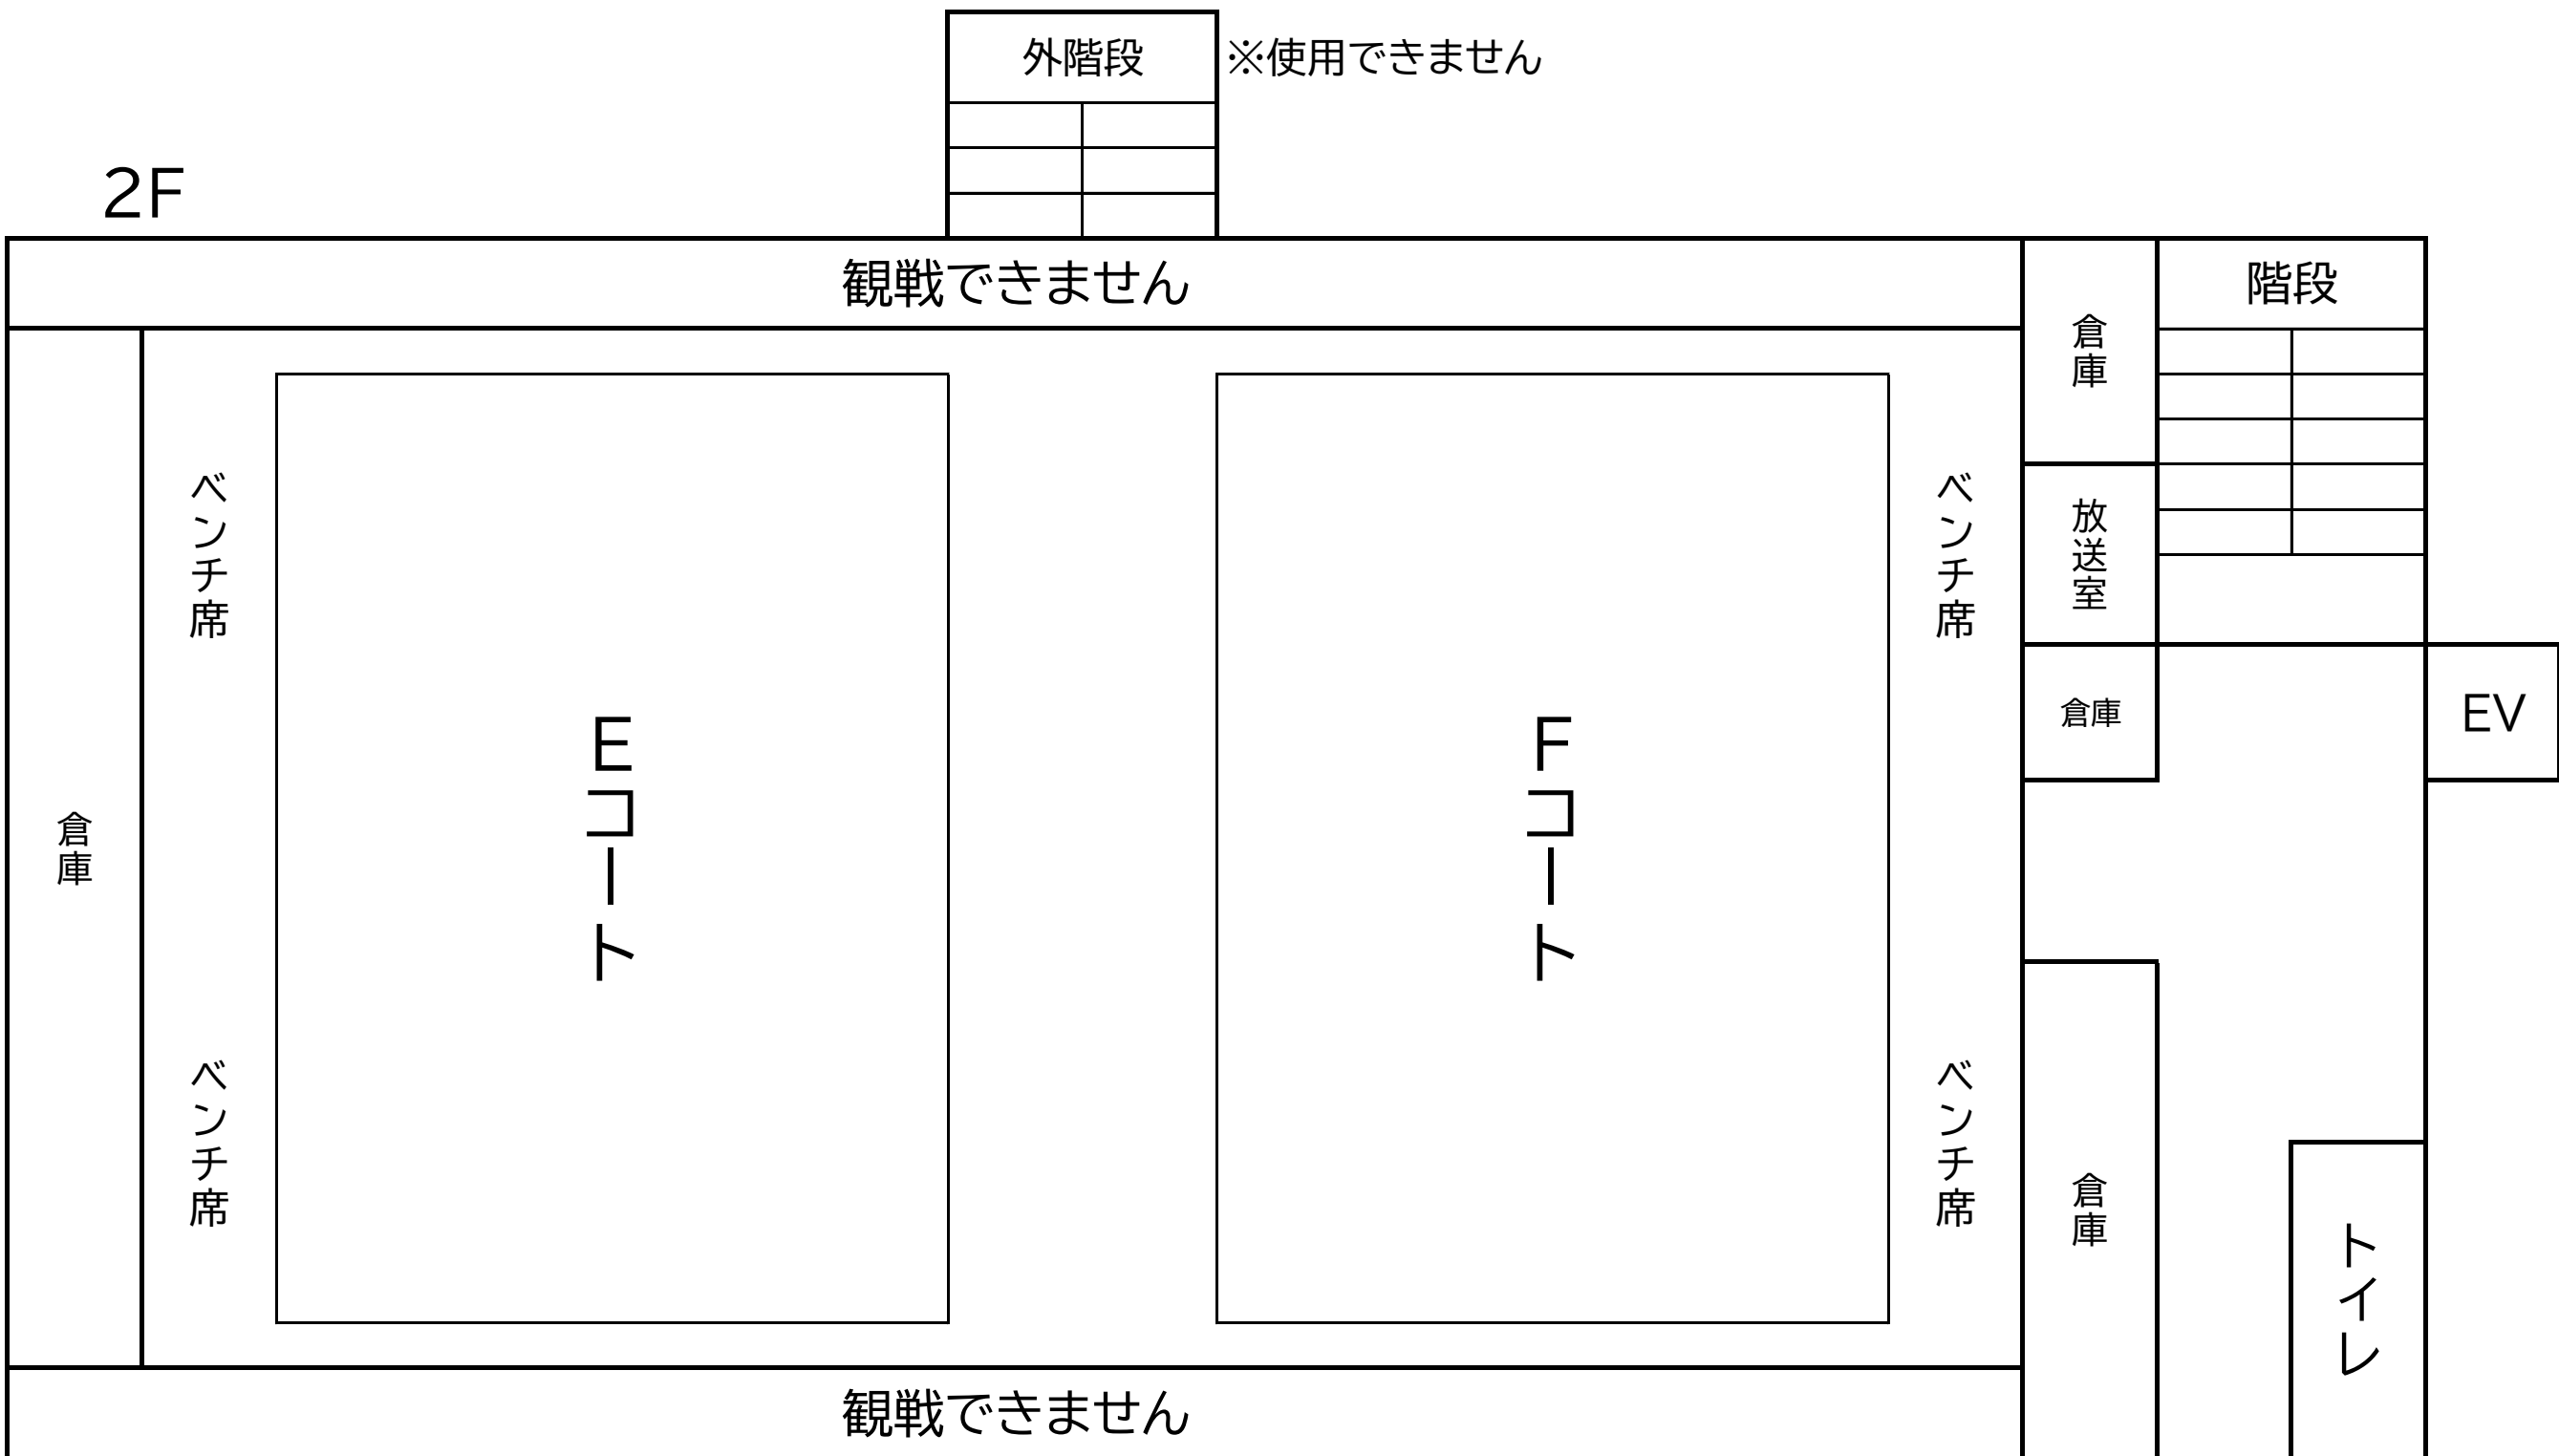 外階段
※使用できません
2F
観戦できません
倉庫
階段
ベンチ席
ベンチ席
放送室
倉庫
EV
Eコート
Fコート
倉庫
ベンチ席
ベンチ席
倉庫
トイレ
観戦できません